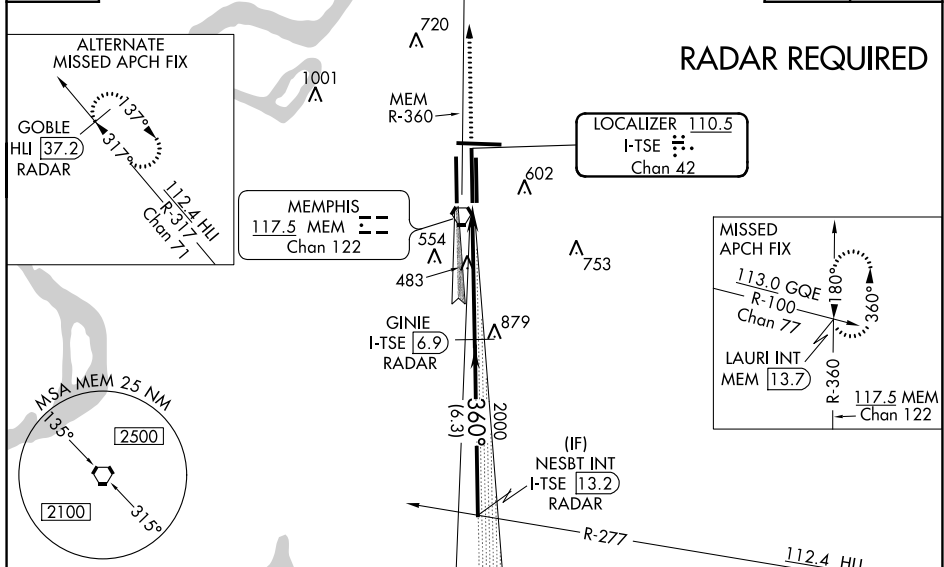 ALTERNATE
MISSED APCH FIX
GOBLE
HLI 37.2
RADAR
137°
317°
112.4 HLI
R-317
Chan 71
720
1001
MEM
R-360
RADAR REQUIRED
LOCALIZER 110.5
I-TSE
Chan 42
602
MEMPHIS
117.5 MEM
Chan 122
554
483
753
GINIE
I-TSE 6.9
RADAR
879
MISSED
APCH FIX
113.0 GQE
R-100
Chan 77
180°
360°
LAURI INT
MEM 13.7
R-360
117.5 MEM
Chan 122
MSA MEM 25 NM
135°
2500
2100
315°
360°
(6.3)
2000
(IF)
NESBT INT
I-TSE 13.2
RADAR
R-277
112.4 HLI